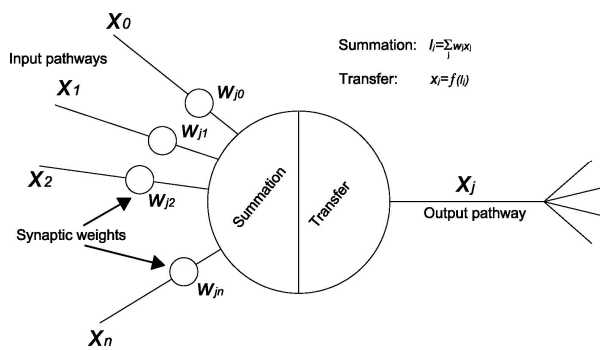 X0
Summation: Ij=∑wjxj
j
Input pathways
Wj0
Transfer: xj=f(Ij)
X1
Wj1
X2
Wj2
Summation
Transfer
Xj
Output pathway
Synaptic weights
Wjn
Xn